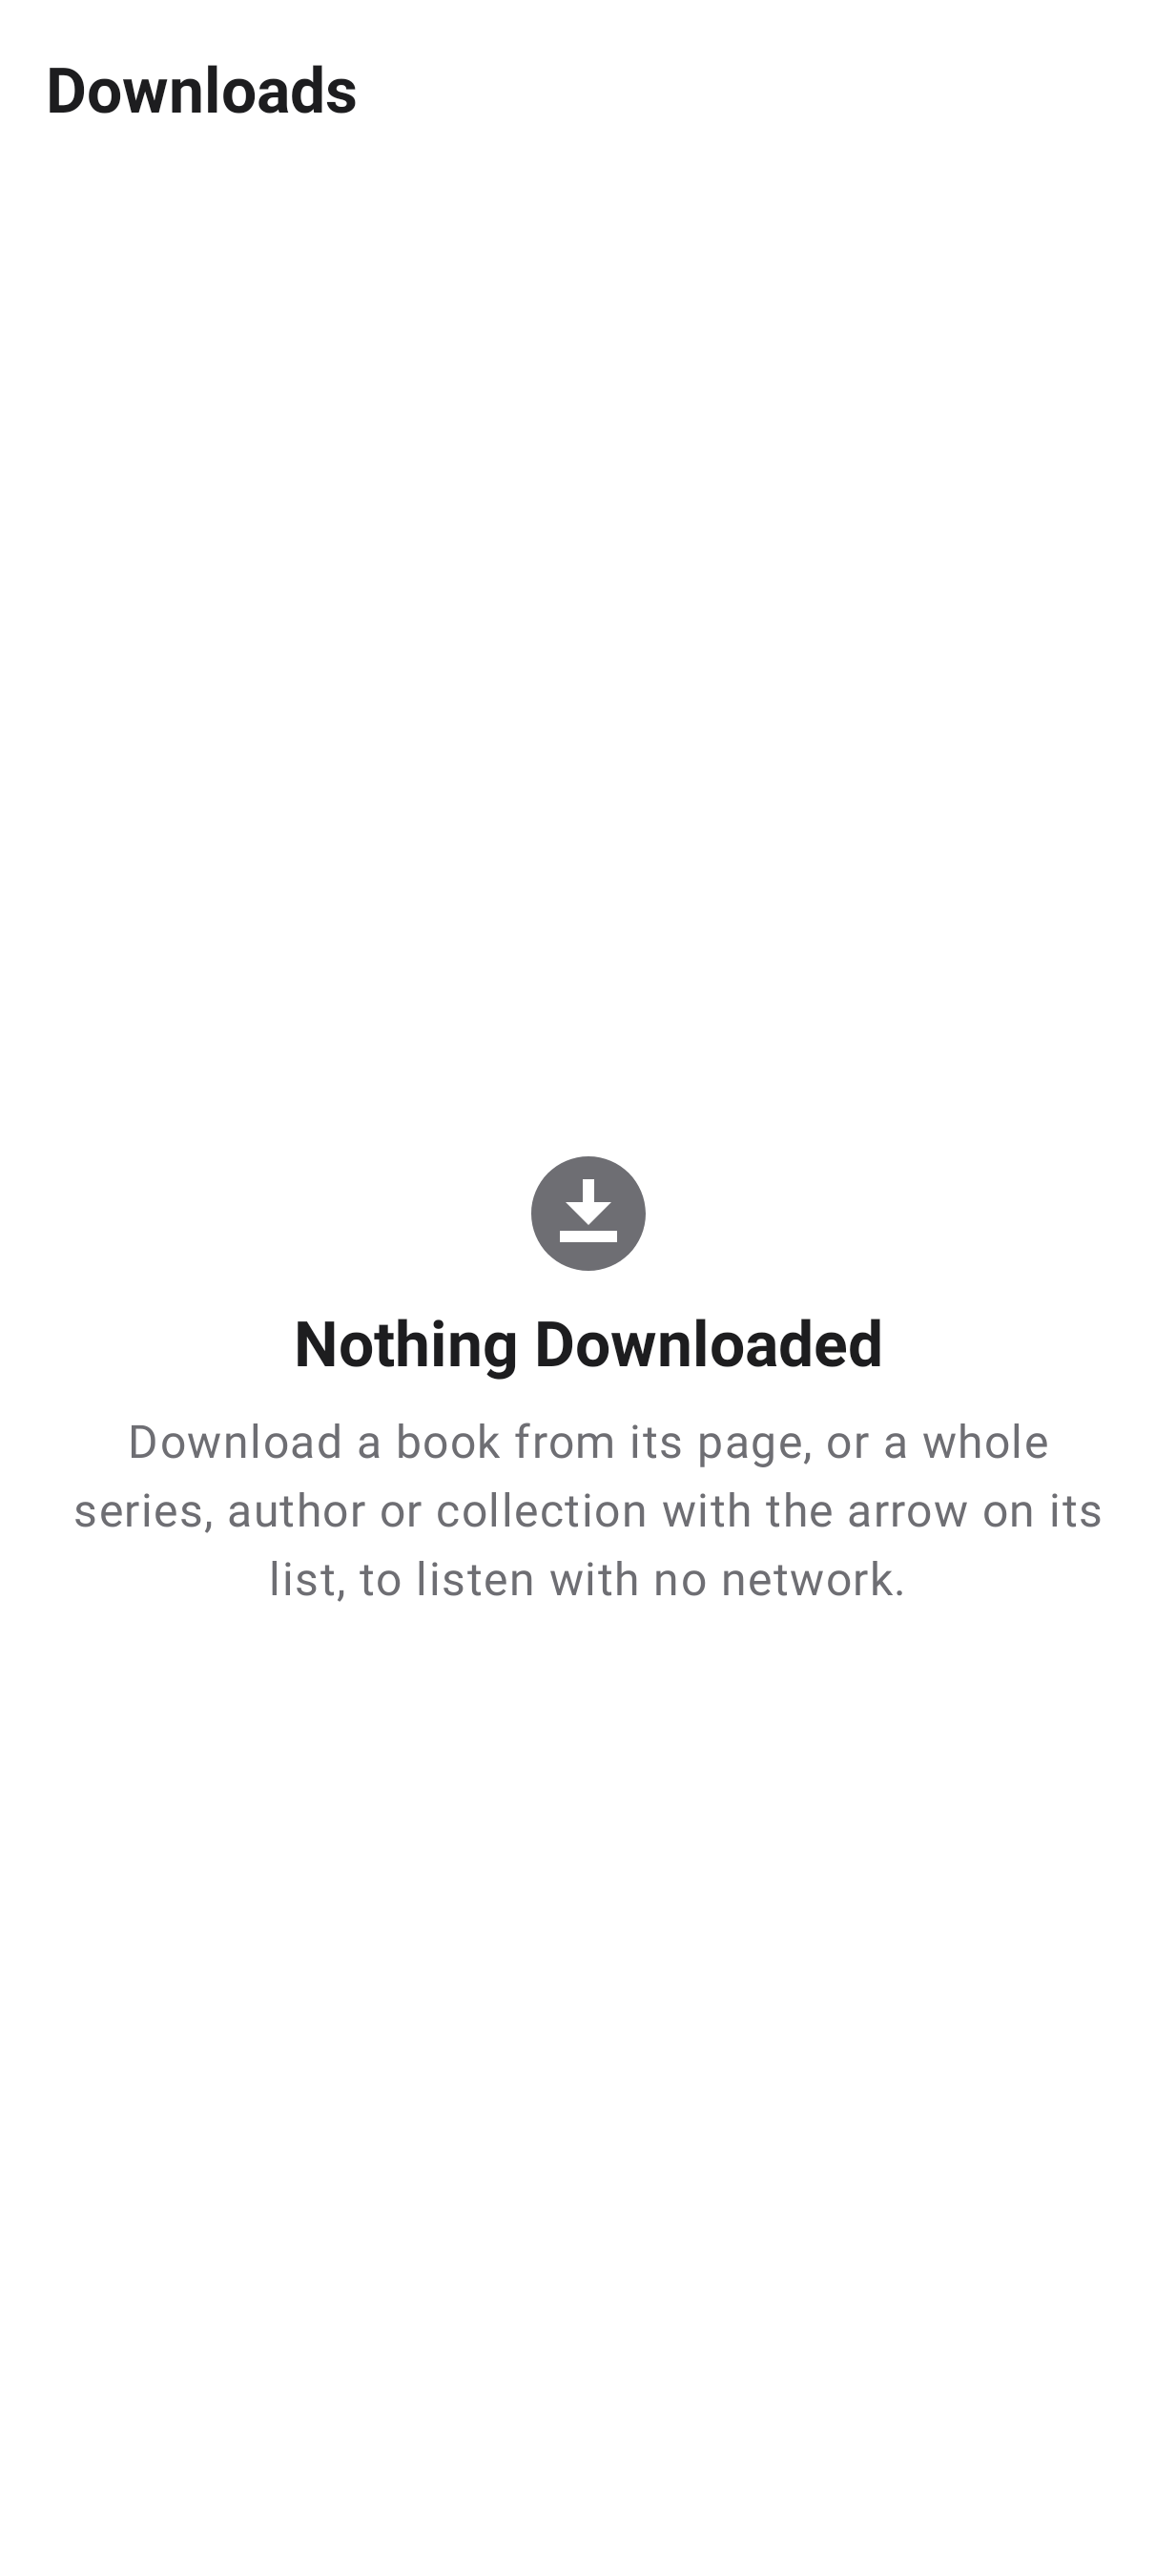 Downloads
Nothing Downloaded
Download a book from its page, or a whole
series, author or collection with the arrow on its
list, to listen with no network.